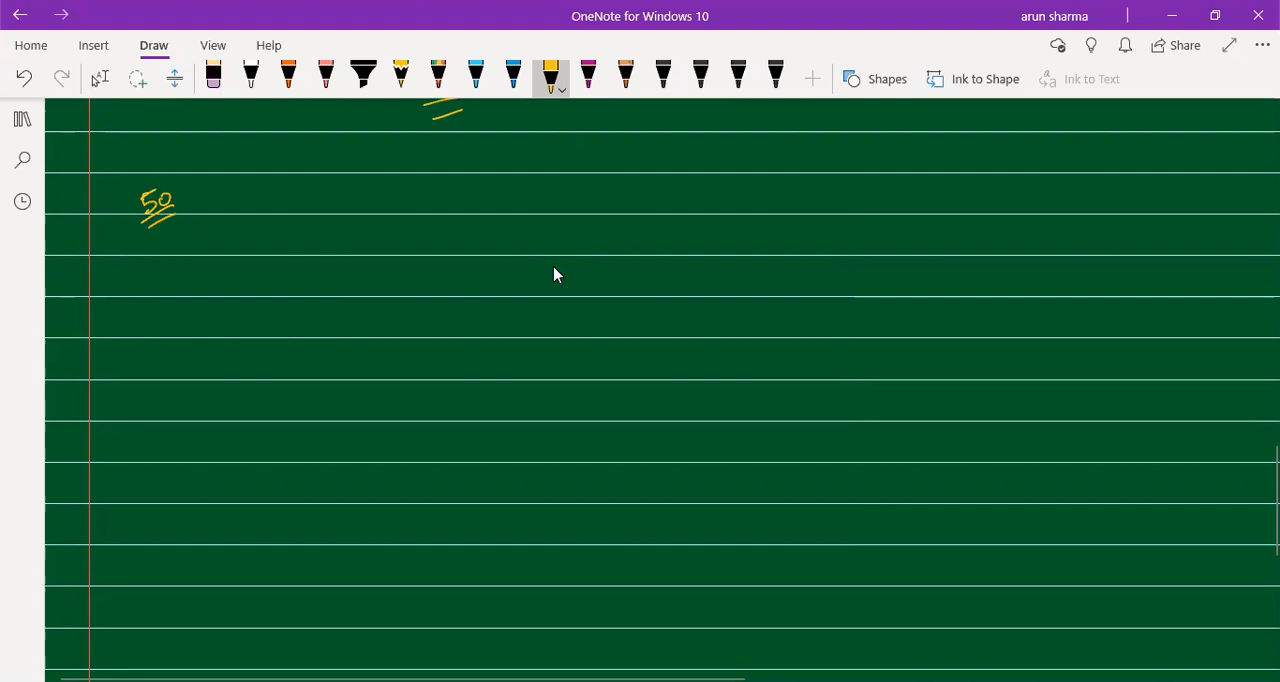 OneNote for Windows 10
arun sharma
Home Insert Draw View Help
Share
Shapes
Ink to Shape
Ink to Text
50